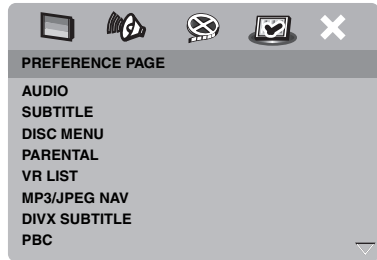 PREFERENCE PAGE
AUDIO
SUBTITLE
DISC MENU
PARENTAL
VR LIST
MP3/JPEG NAV
DIVX SUBTITLE
PBC